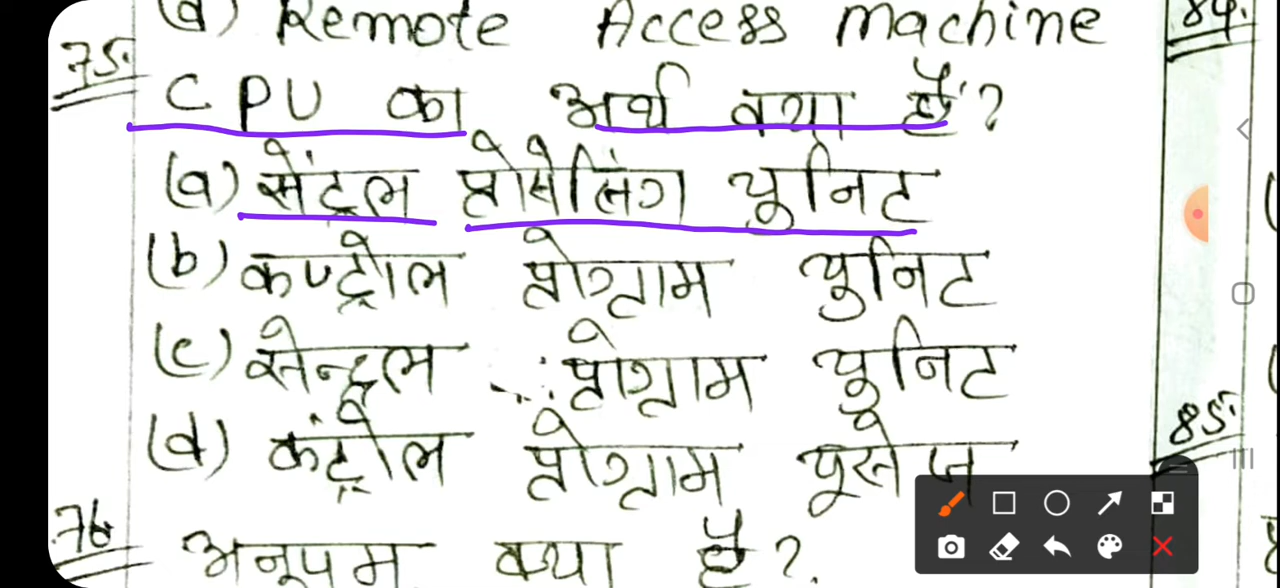 (d) Remote Access Machine
84.
75. CPU का अर्थ क्या है?
(a) सेंट्रल प्रोसेसिंग यूनिट
(b) कण्ट्रोल प्रोग्राम यूनिट
(c) सेन्ट्रल प्रोग्राम यूनिट
(d) कंट्रोल प्रोग्राम यूसेज
85.
76. अनुपम क्या है?